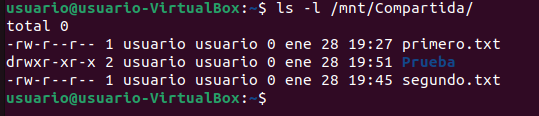 usuario@usuario-VirtualBox:~$ ls -l /mnt/Compartida/
total 0
-rw-r--r-- 1 usuario usuario 0 ene 28 19:27 primero.txt
drwxr-xr-x 2 usuario usuario 0 ene 28 19:51 Prueba
-rw-r--r-- 1 usuario usuario 0 ene 28 19:45 segundo.txt
usuario@usuario-VirtualBox:~$